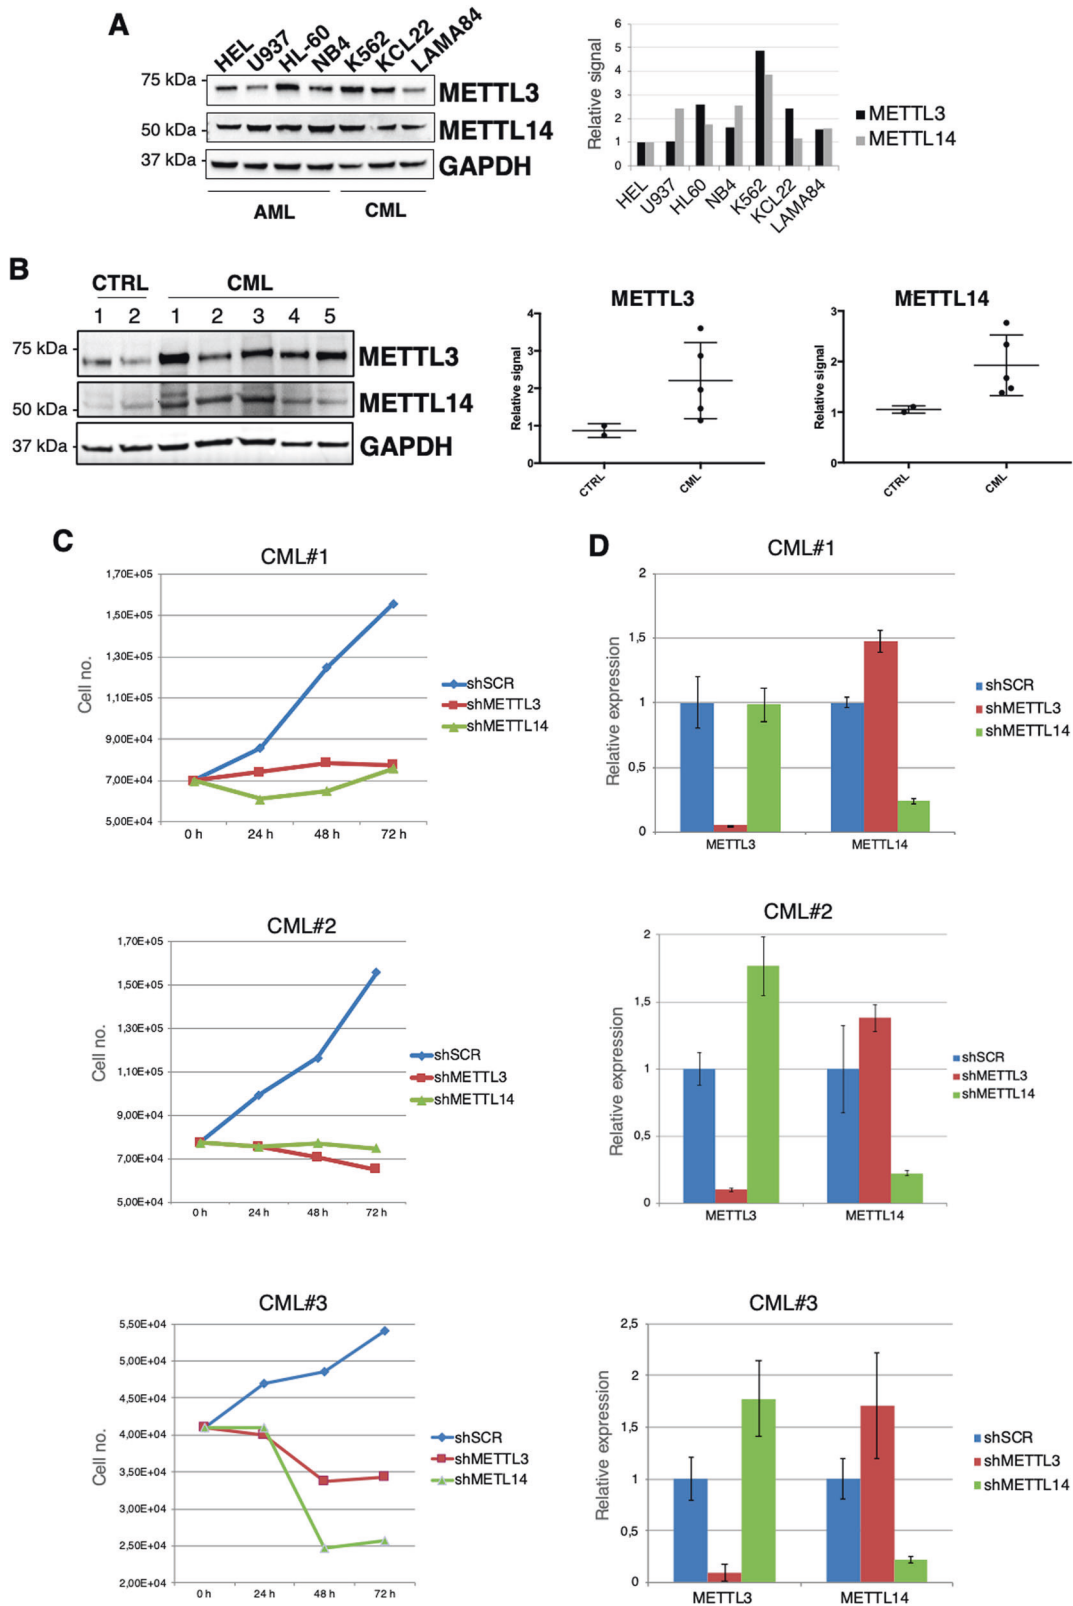 A
HEL U937 HL-60 NB4 K562 KCL22 LAMA84
75 kDa
METTL3
50 kDa
METTL14
37 kDa
GAPDH
AML CML
Relative signal
6
5
4
3
2
1
0
HEL U937 HL60 NB4 K562 KCL22 LAMA84
METTL3
METTL14
B
CTRL CML
1 2 1 2 3 4 5
75 kDa
METTL3
50 kDa
METTL14
37 kDa
GAPDH
METTL3
Relative signal
4
3
2
1
0
CTRL CML
METTL14
Relative signal
3
2
1
0
CTRL CML
C
CML#1
Cell no.
1,70E+05
1,50E+05
1,30E+05
1,10E+05
9,00E+04
7,00E+04
5,00E+04
0 h 24 h 48 h 72 h
shSCR
shMETTL3
shMETTL14
D
CML#1
Relative expression
2
1,5
1
0,5
0
METTL3 METTL14
shSCR
shMETTL3
shMETTL14
CML#2
Cell no.
1,70E+05
1,50E+05
1,30E+05
1,10E+05
9,00E+04
7,00E+04
5,00E+04
0 h 24 h 48 h 72 h
shSCR
shMETTL3
shMETTL14
CML#2
Relative expression
2
1,5
1
0,5
0
METTL3 METTL14
shSCR
shMETTL3
shMETTL14
CML#3
Cell no.
5,50E+04
5,00E+04
4,50E+04
4,00E+04
3,50E+04
3,00E+04
2,50E+04
2,00E+04
0 h 24 h 48 h 72 h
shSCR
shMETTL3
shMETL14
CML#3
Relative expression
2,5
2
1,5
1
0,5
0
METTL3 METTL14
shSCR
shMETTL3
shMETTL14